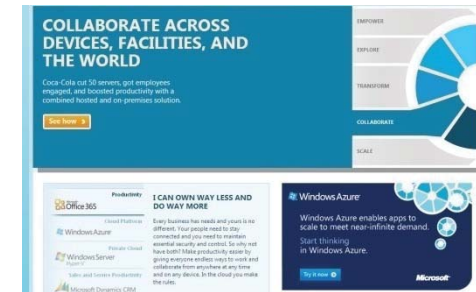 COLLABORATE ACROSS
DEVICES, FACILITIES, AND
THE WORLD
Coca-Cola cut 50 servers, got employees
engaged, and boosted productivity with a
combined hosted and on-premises solution.
See how
EMPOWER
EXPLORE
TRANSFORM
COLLABORATE
SCALE
Productivity
Office 365
Cloud Platform
Windows Azure
Private Cloud
Windows Server
Hyper-V
Sales and Service Productivity
Microsoft Dynamics CRM
I CAN OWN WAY LESS AND
DO WAY MORE
Every business has needs and yours is no
different. Your people need to stay
connected and you need to maintain
essential security and control. So why not
have both? Make productivity easier by
giving everyone endless ways to work and
collaborate from anywhere at any time
and on any device. In the cloud you make
the rules.
Windows Azure
Windows Azure enables apps to
scale to meet near-infinite demand.
Start thinking
in Windows Azure.
Try it now
Microsoft